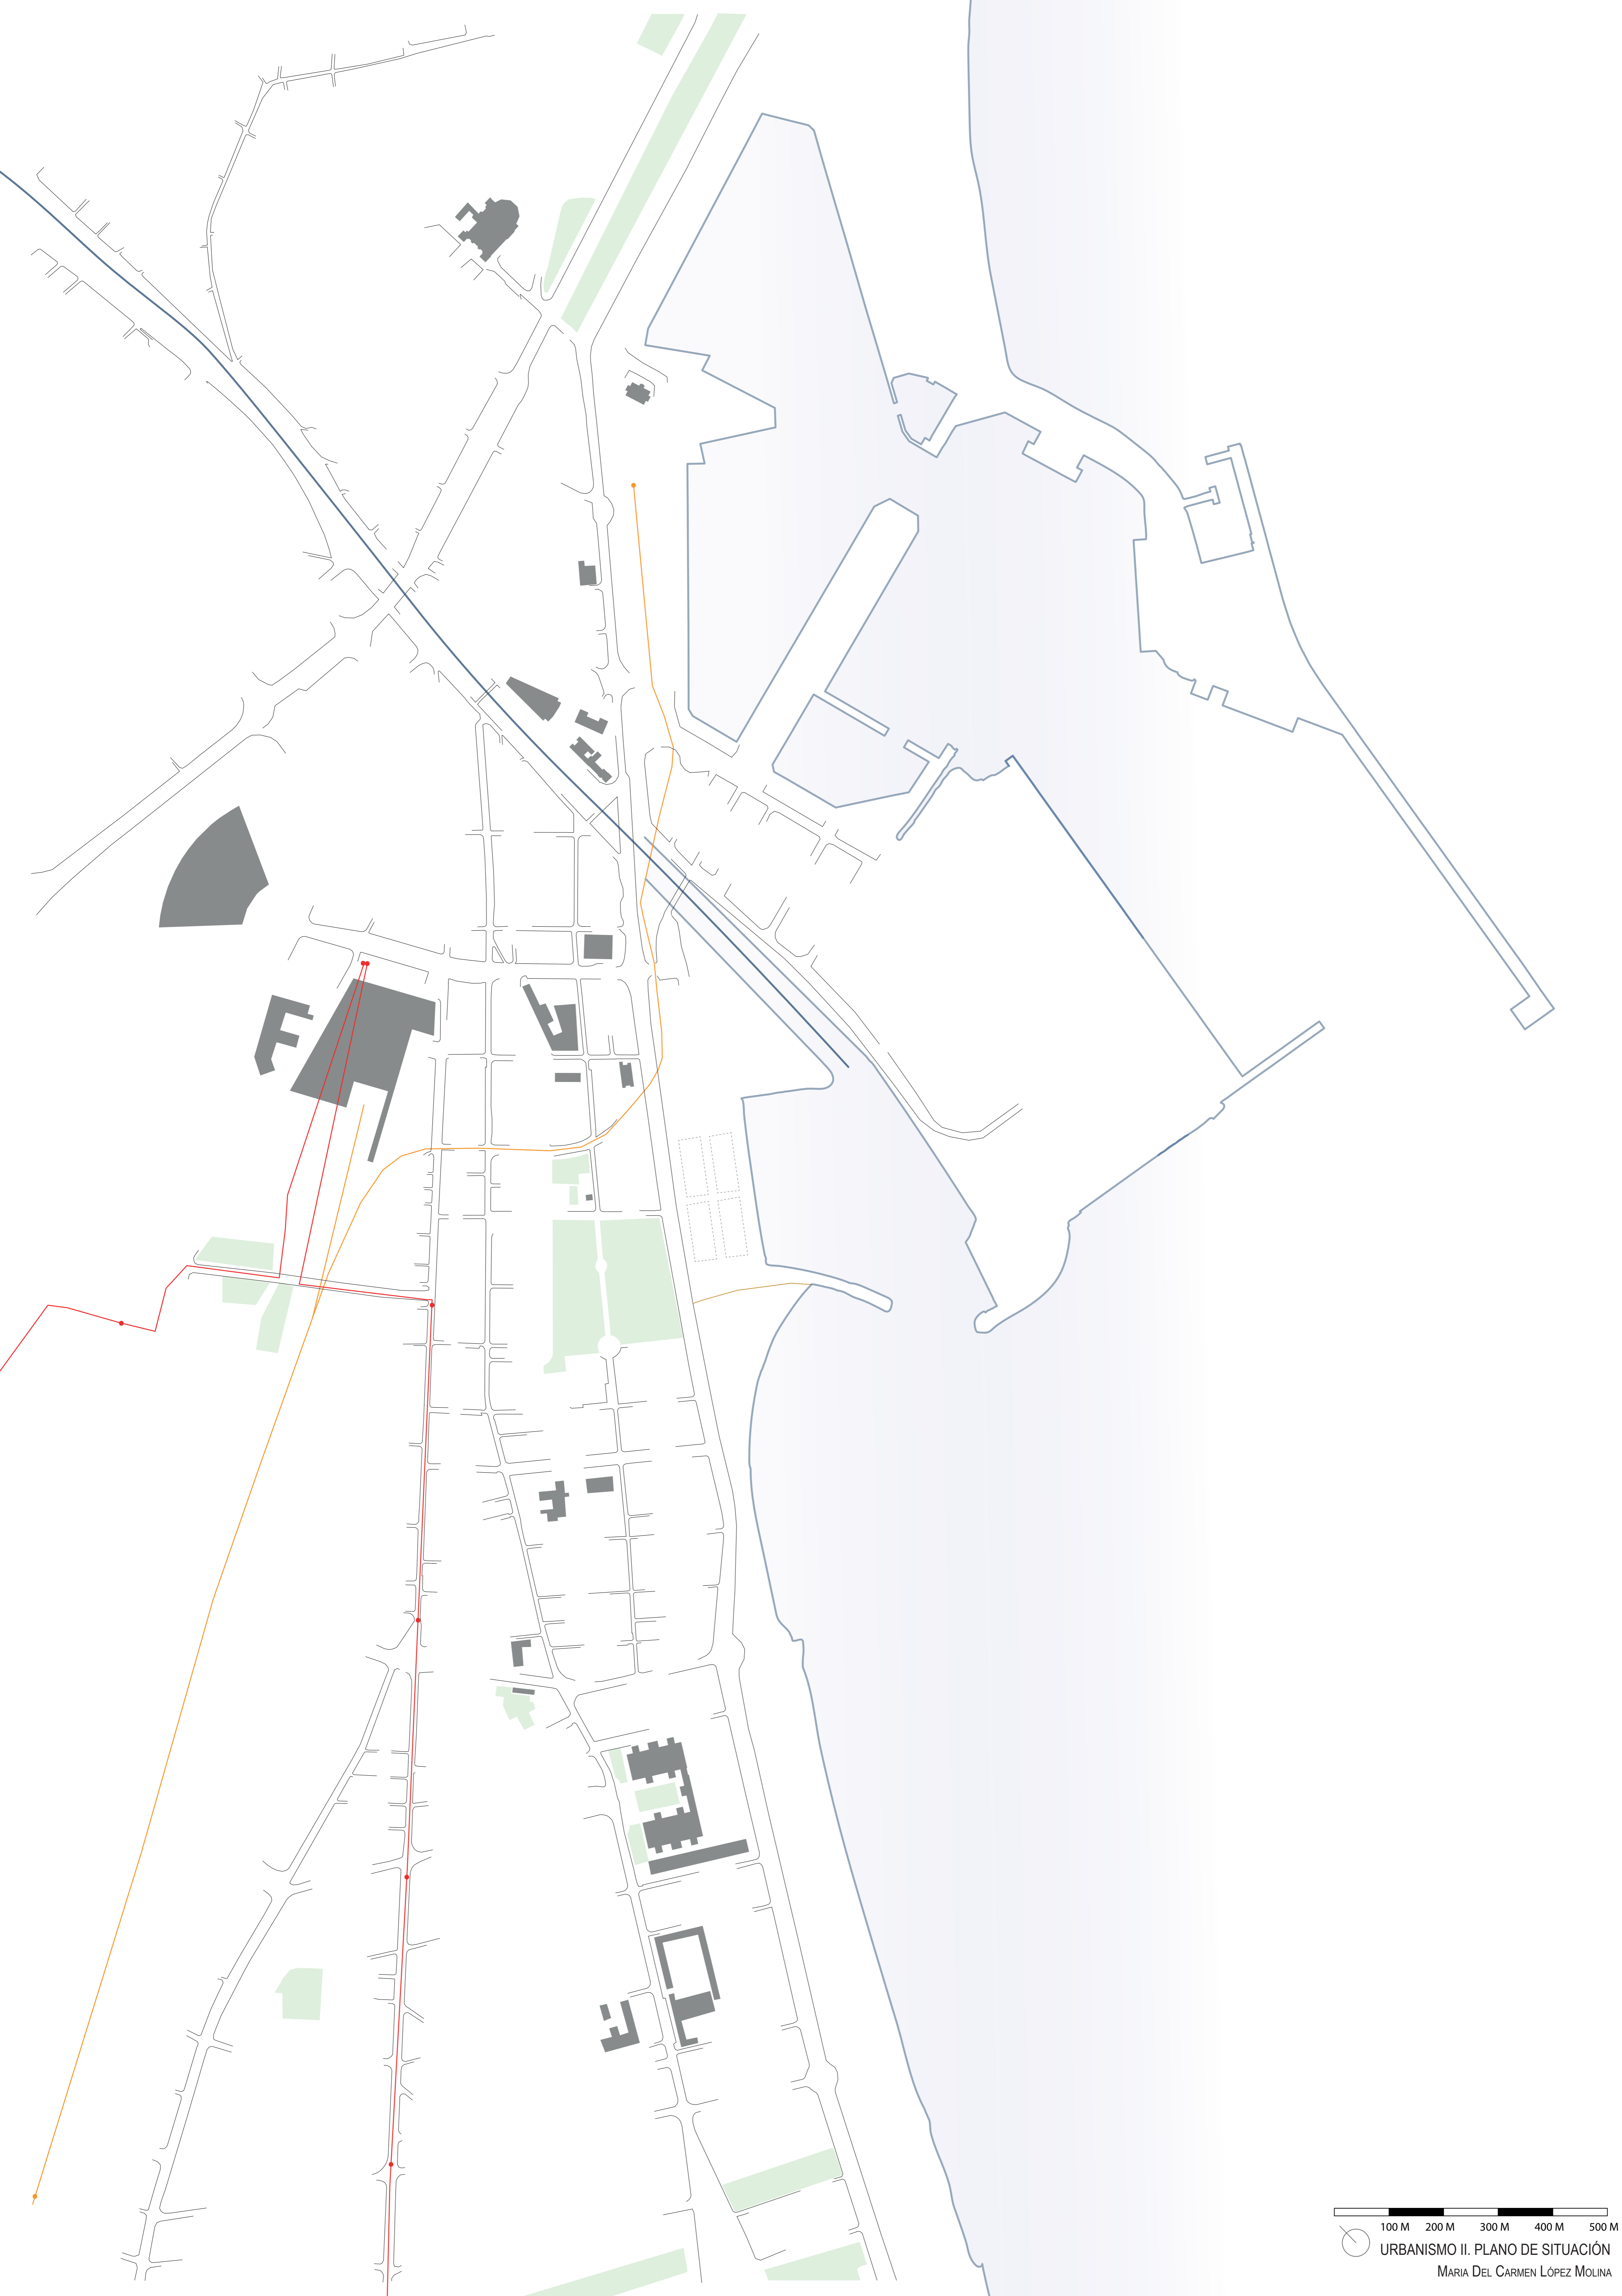 100 M 200 M 300 M 400 M 500 M
URBANISMO II. PLANO DE SITUACIÓN
MARIA DEL CARMEN LÓPEZ MOLINA